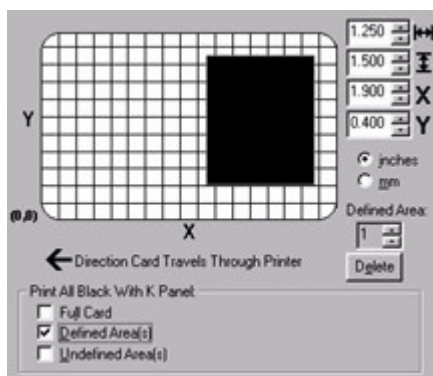 1.250
1.500
1.900 X
0.400 Y
Y
inches
mm
(0,0)
X
Defined Area:
1
Direction Card Travels Through Printer
Delete
Print All Black With K Panel:
Full Card
Defined Area(s)
Undefined Area(s)